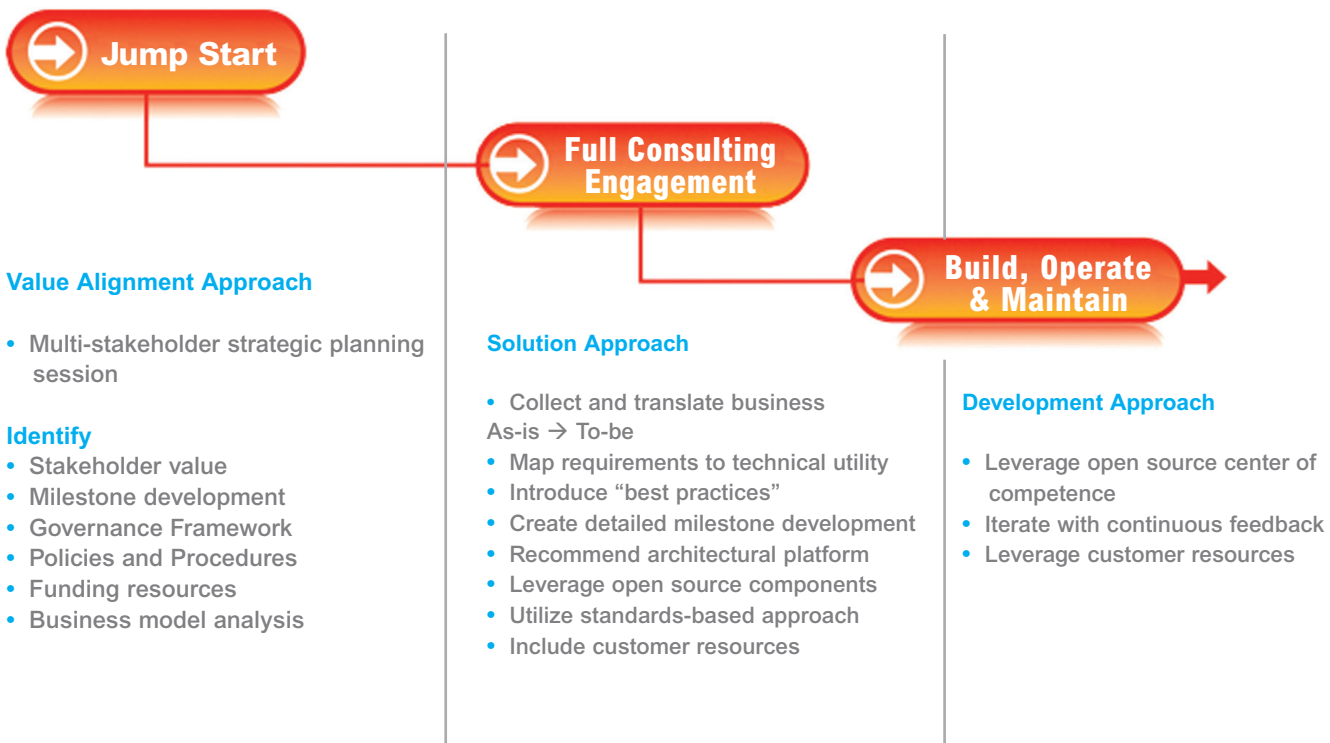 Jump Start
Full Consulting
Engagement
Build, Operate
& Maintain
Value Alignment Approach
• Multi-stakeholder strategic planning
session
Identify
• Stakeholder value
• Milestone development
• Governance Framework
• Policies and Procedures
• Funding resources
• Business model analysis
Solution Approach
• Collect and translate business
As-is → To-be
• Map requirements to technical utility
• Introduce “best practices”
• Create detailed milestone development
• Recommend architectural platform
• Leverage open source components
• Utilize standards-based approach
• Include customer resources
Development Approach
• Leverage open source center of
competence
• Iterate with continuous feedback
• Leverage customer resources